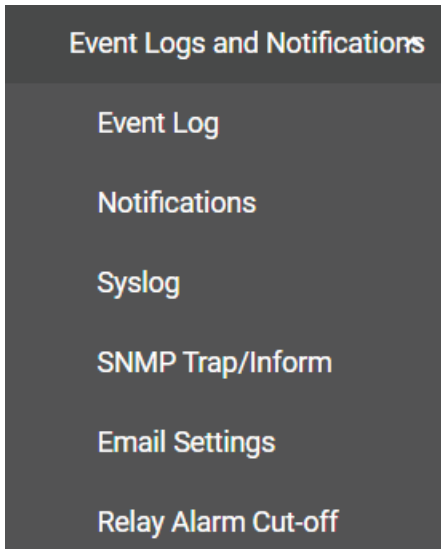 Event Logs and Notifications
Event Log
Notifications
Syslog
SNMP Trap/Inform
Email Settings
Relay Alarm Cut-off